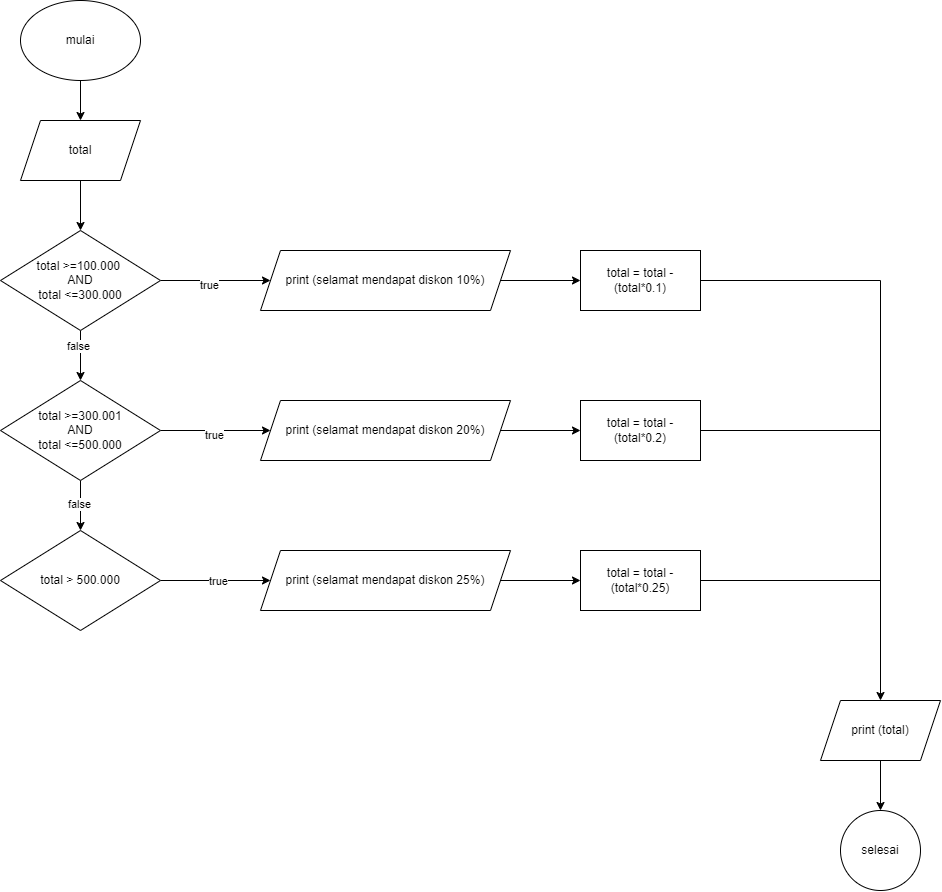 mulai
total
total >=100.000
AND
total <=300.000
true
print (selamat mendapat diskon 10%)
total = total -
(total*0.1)
false
total >=300.001
AND
total <=500.000
true
print (selamat mendapat diskon 20%)
total = total -
(total*0.2)
false
total > 500.000
true
print (selamat mendapat diskon 25%)
total = total -
(total*0.25)
print (total)
selesai